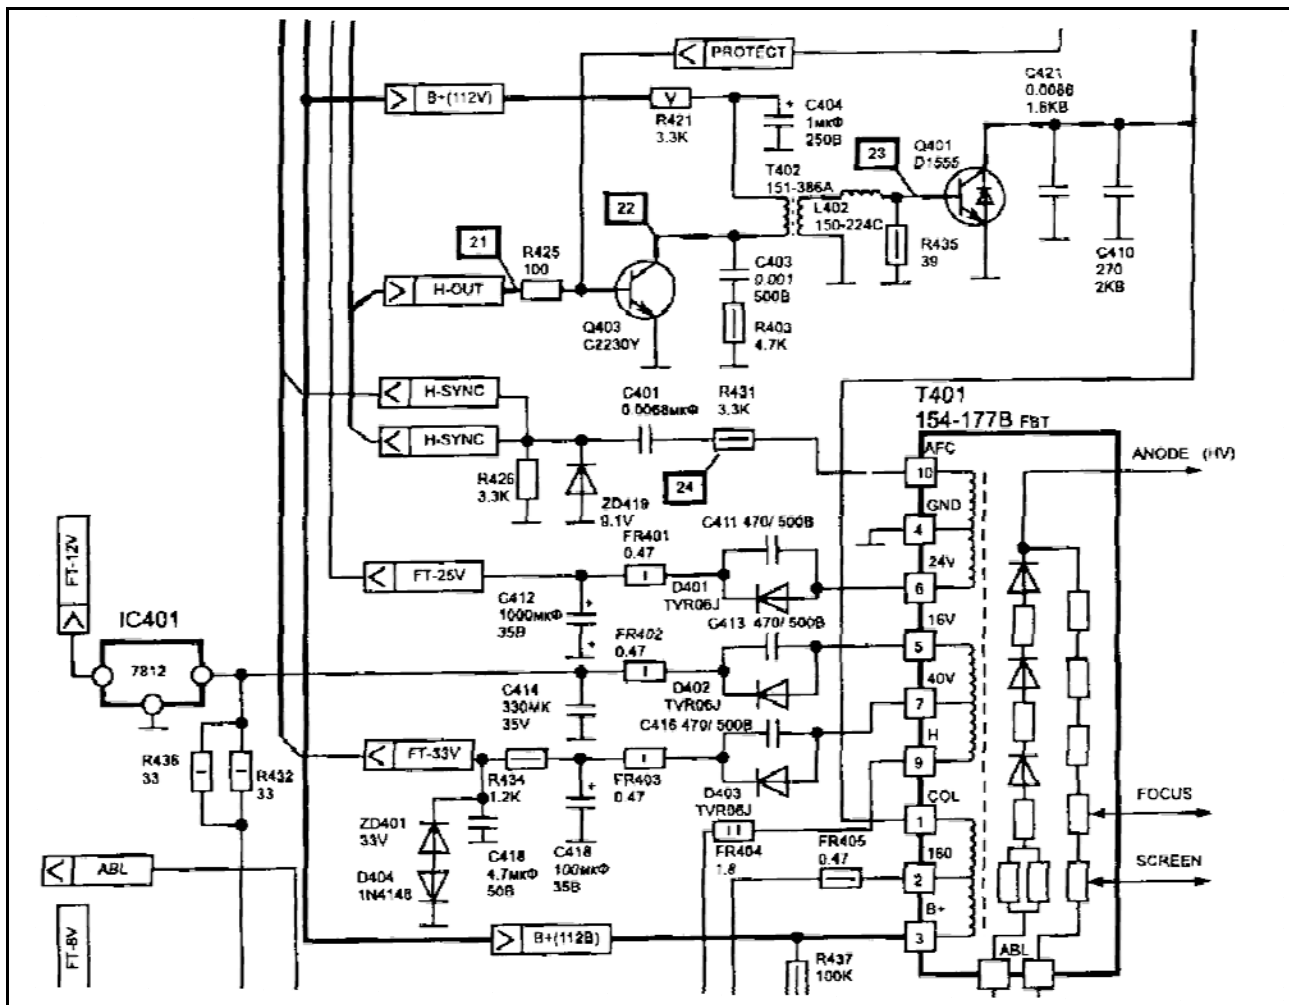 PROTECT
B+(112V)
R421
3.3K
C404
1мкФ
250В
C421
0.0086
1.6KB
23
Q401
D1555
T402
151-386A
L402
150-224C
22
21
R425
100
H-OUT
Q403
C2230Y
C403
0.001
500В
R403
4.7K
R435
39
C410
270
2KB
H-SYNC
H-SYNC
C401
0.0068мкФ
R431
3.3K
24
R426
3.3K
ZD419
9.1V
T401
154-177B FBT
AFC
10
GND
4
24V
6
16V
5
40V
7
H
9
COL
1
160
2
B+
3
ABL
ANODE (HV)
FOCUS
SCREEN
FT-12V
IC401
7812
FT-25V
FR401
0.47
C411 470/ 500В
D401
TVR06J
C412
1000мкФ
35В
FR402
0.47
C413 470/ 500В
D402
TVR06J
C414
330МК
35V
C416 470/ 500В
FT-33V
R434
1.2K
FR403
0.47
D403
TVR06J
R436
33
R432
33
ZD401
33V
D404
1N4148
C418
4.7мкФ
50В
C418
100мкФ
35В
FR404
1.8
FR405
0.47
ABL
FT-8V
B+(112В)
R437
100K